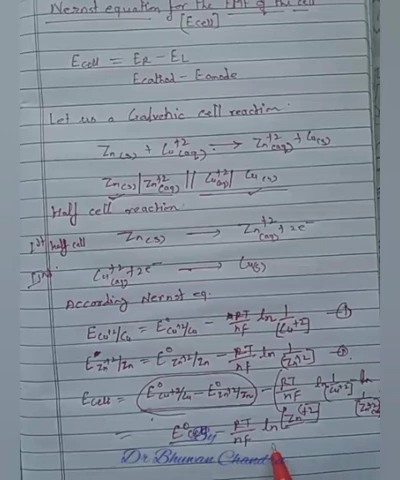 Nernst equation for the EMF of the cell
[Ecell]
Ecell = ER - EL
Ecathod - Eanode
Let us a Galvanic cell reaction.
Zn(s) + Cu+2(aq) → Zn+2(aq) + Cu(s)
Zn(s)|Zn+2(aq)||Cu+2(aq)|Cu(s)
Half cell reaction.
Ist half cell Zn(s) → Zn+2(aq) + 2e-
IInd. Cu+2(aq) + 2e- → Cu(s)
According Nernst eq.
ECu+2/Cu = E°Cu+2/Cu - RT/nF ln 1/[Cu+2] - ①
EZn+2/Zn = E°Zn+2/Zn - RT/nF ln 1/[Zn+2] - ②
Ecell = (E°Cu+2/Cu - E°Zn+2/Zn) - (RT/nF ln 1/[Cu+2] - ln 1/[Zn+2]
= E° - RT/nF ln [Zn+2]
By
Dr Bhuwan Chandra